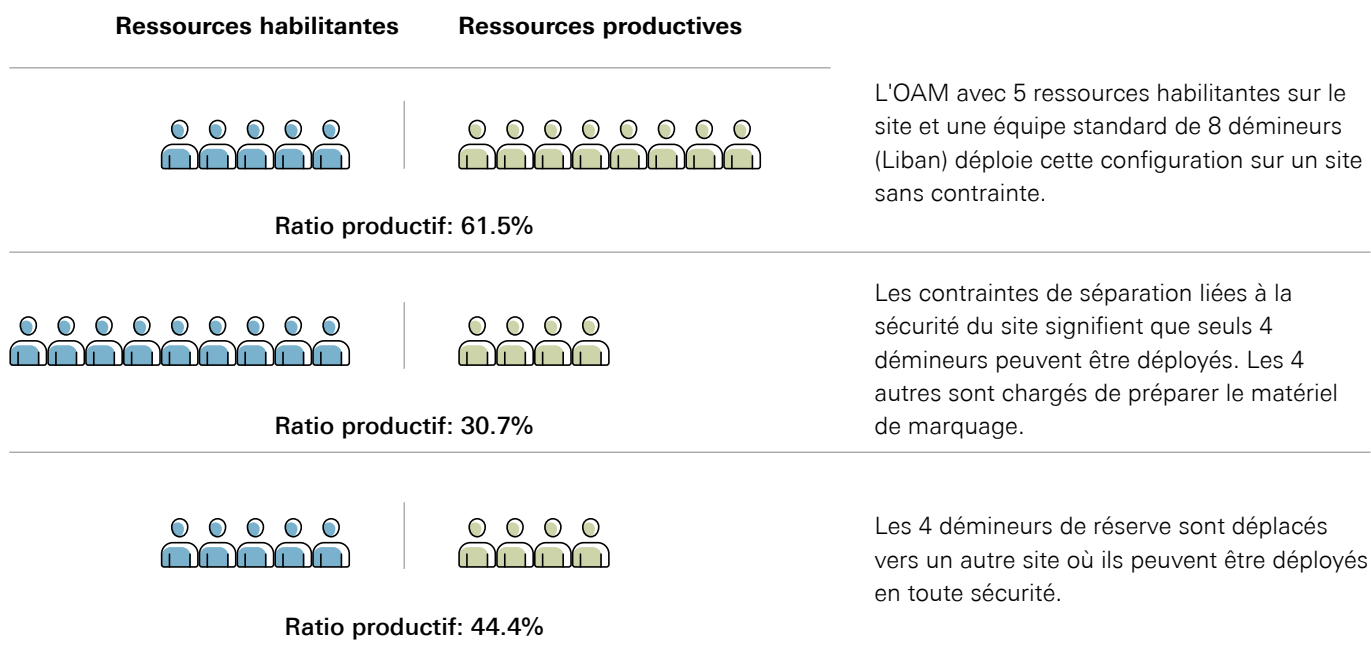 Ressources habilitantes
Ressources productives
L'OAM avec 5 ressources habilitantes sur le
site et une équipe standard de 8 démineurs
(Liban) déploie cette configuration sur un site
sans contrainte.
Ratio productif: 61.5%
Les contraintes de séparation liées à la
sécurité du site signifient que seuls 4
démineurs peuvent être déployés. Les 4
autres sont chargés de préparer le matériel
de marquage.
Ratio productif: 30.7%
Les 4 démineurs de réserve sont déplacés
vers un autre site où ils peuvent être déployés
en toute sécurité.
Ratio productif: 44.4%